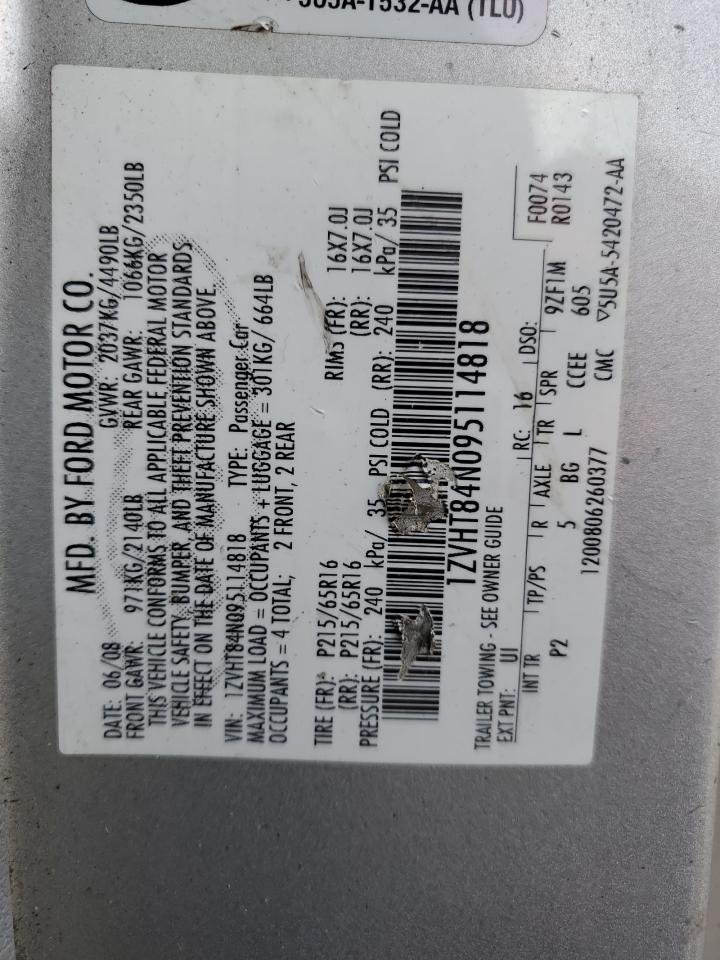 5U5A-1532-AA (TLU)
MFD. BY FORD MOTOR CO.
DATE: 06/08 GVWR: 2037KG/4490LB
FRONT GAWR: 971KG/2140LB REAR GAWR: 1066KG/2350LB
THIS VEHICLE CONFORMS TO ALL APPLICABLE FEDERAL MOTOR
VEHICLE SAFETY, BUMPER, AND THEFT PREVENTION STANDARDS
IN EFFECT ON THE DATE OF MANUFACTURE SHOWN ABOVE.
VIN: 1ZVHT84N095114818 TYPE: Passenger Car
MAXIMUM LOAD = OCCUPANTS + LUGGAGE = 301KG/ 664LB
OCCUPANTS = 4 TOTAL; 2 FRONT, 2 REAR
TIRE (FR): P215/65R16 RIMS (FR): 16X7.0J
(RR): P215/65R16 (RR): 16X7.0J
PRESSURE (FR): 240 kPa/ 35 PSI COLD (RR): 240 kPa/ 35 PSI COLD
1ZVHT84N095114818
TRAILER TOWING - SEE OWNER GUIDE
EXT PNT: UI RC: 16 DSO: F0074
R0143
INT TR TP/PS R AXLE TR SPR 9ZF1M
P2 5 BG L CCEE 605
1200806260377 CMC ▽5U5A-5420472-AA